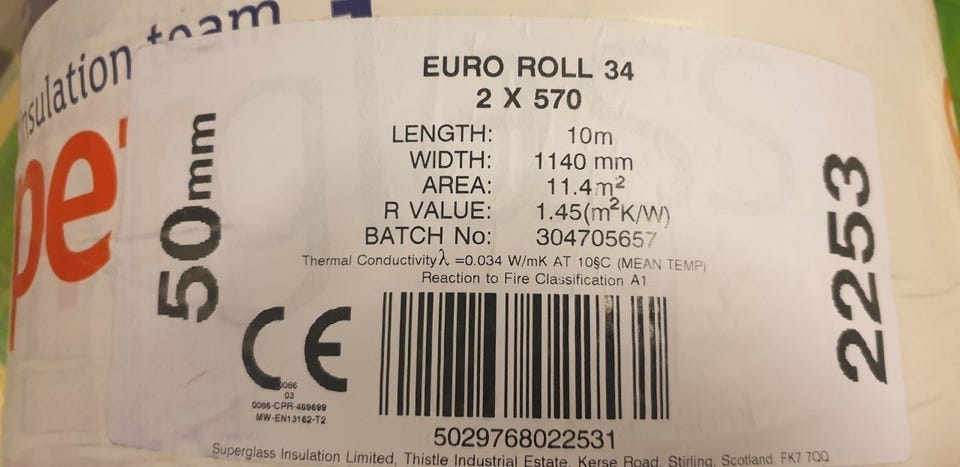 insulation foam
EURO ROLL 34
2 X 570
LENGTH: 10m
WIDTH: 1140 mm
AREA: 11.4m²
R VALUE: 1.45(m²K/W)
BATCH No: 304705657
Thermal Conductivity λ =0.034 W/mK AT 10§C (MEAN TEMP)
Reaction to Fire Classification A1
50mm
2253
CE
0086
03
0086-CPR-469699
MW-EN13162-T2
5029768022531
Superglass Insulation Limited, Thistle Industrial Estate, Kerse Road, Stirling, Scotland. FK7 7QQ